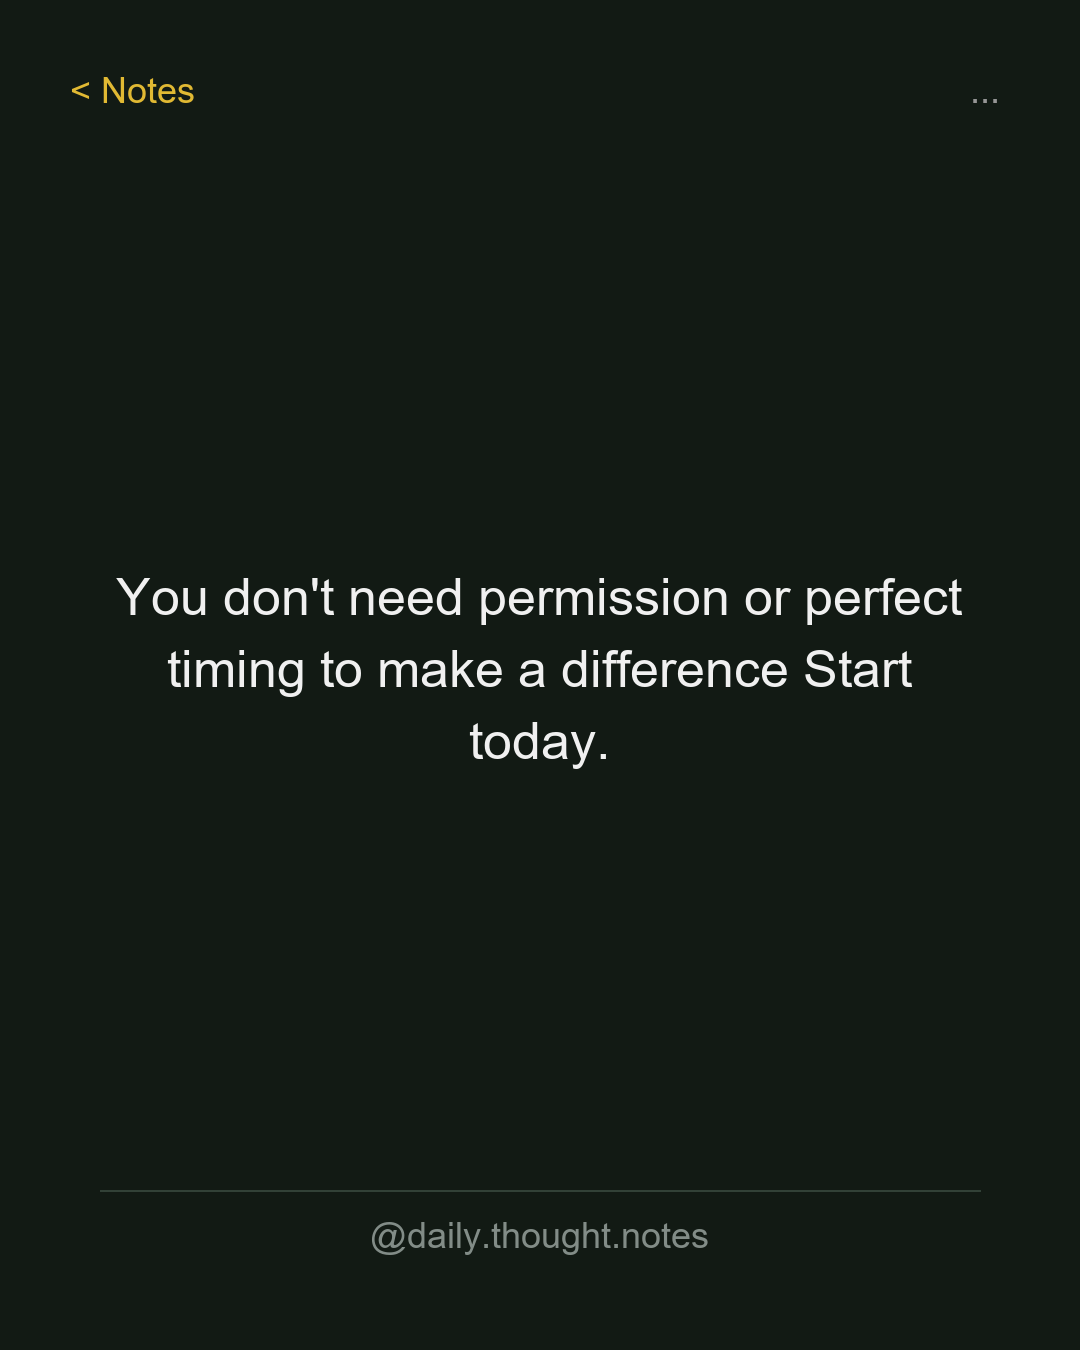 < Notes
...
You don't need permission or perfect
timing to make a difference Start
today.
@daily.thought.notes